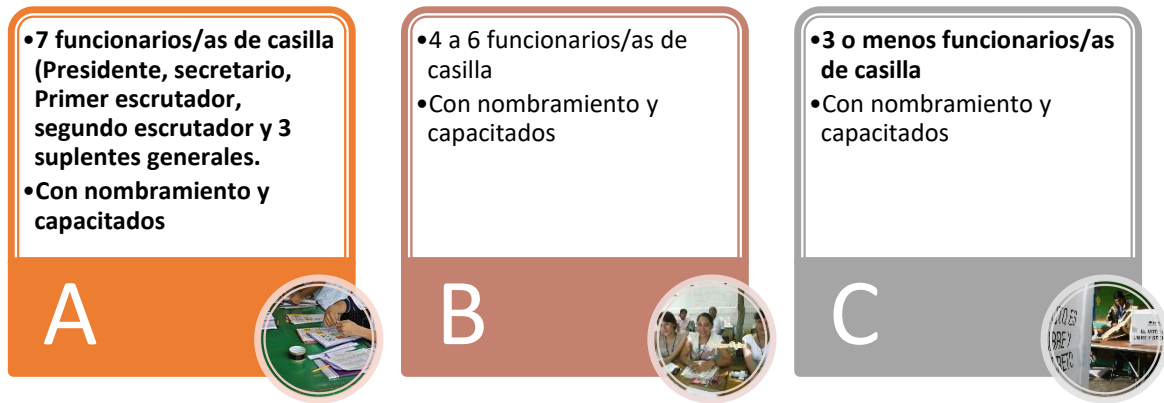 •7 funcionarios/as de casilla
(Presidente, secretario,
Primer escrutador,
segundo escrutador y 3
suplentes generales.
•Con nombramiento y
capacitados
A
•4 a 6 funcionarios/as de
casilla
•Con nombramiento y
capacitados
B
•3 o menos funcionarios/as
de casilla
•Con nombramiento y
capacitados
C